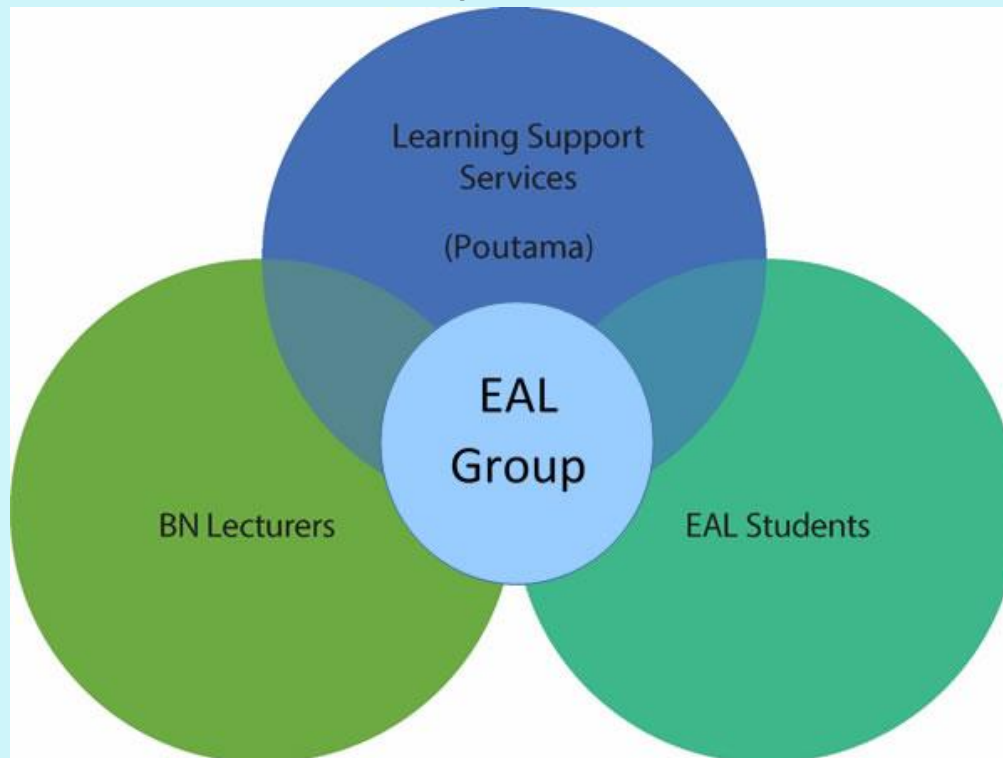 Learning Support
Services
(Poutama)
EAL
Group
BN Lecturers
EAL Students